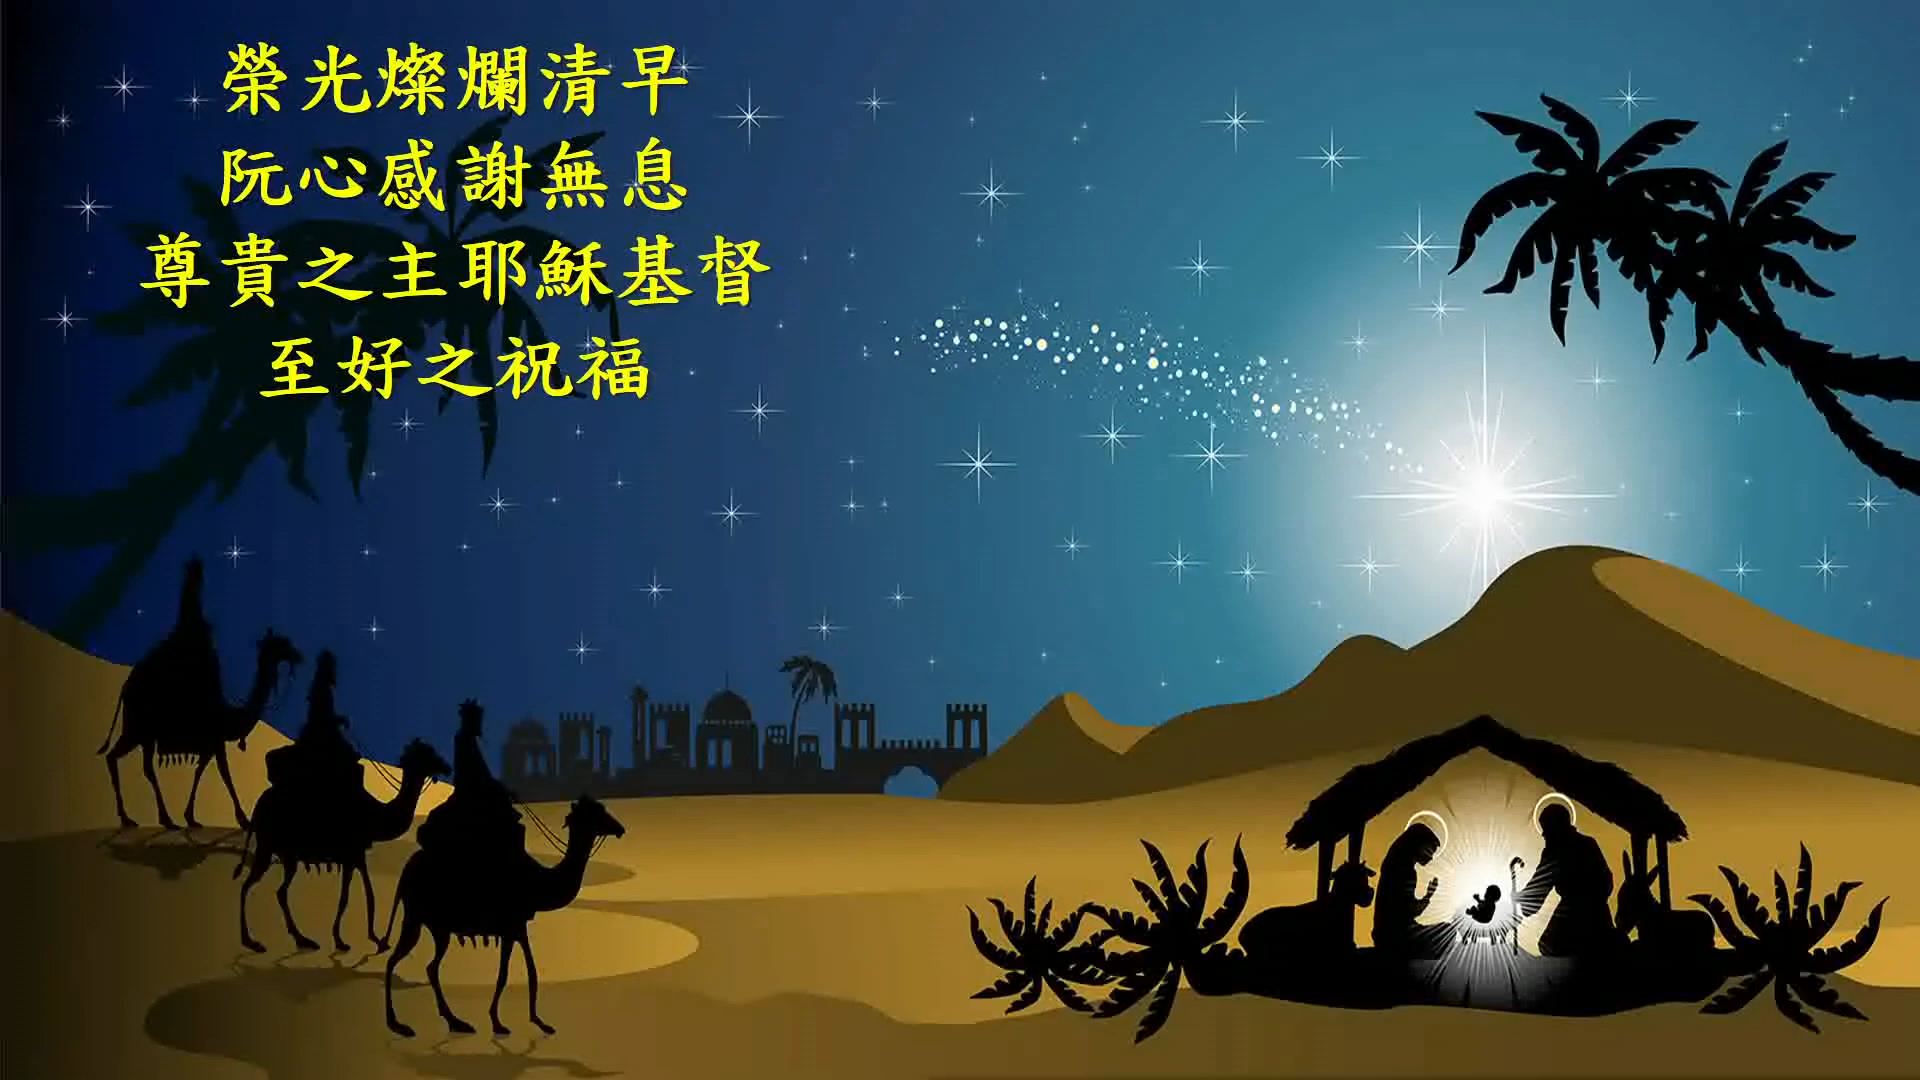 榮光燦爛清早
阮心感謝無息
尊貴之主耶穌基督
至好之祝福